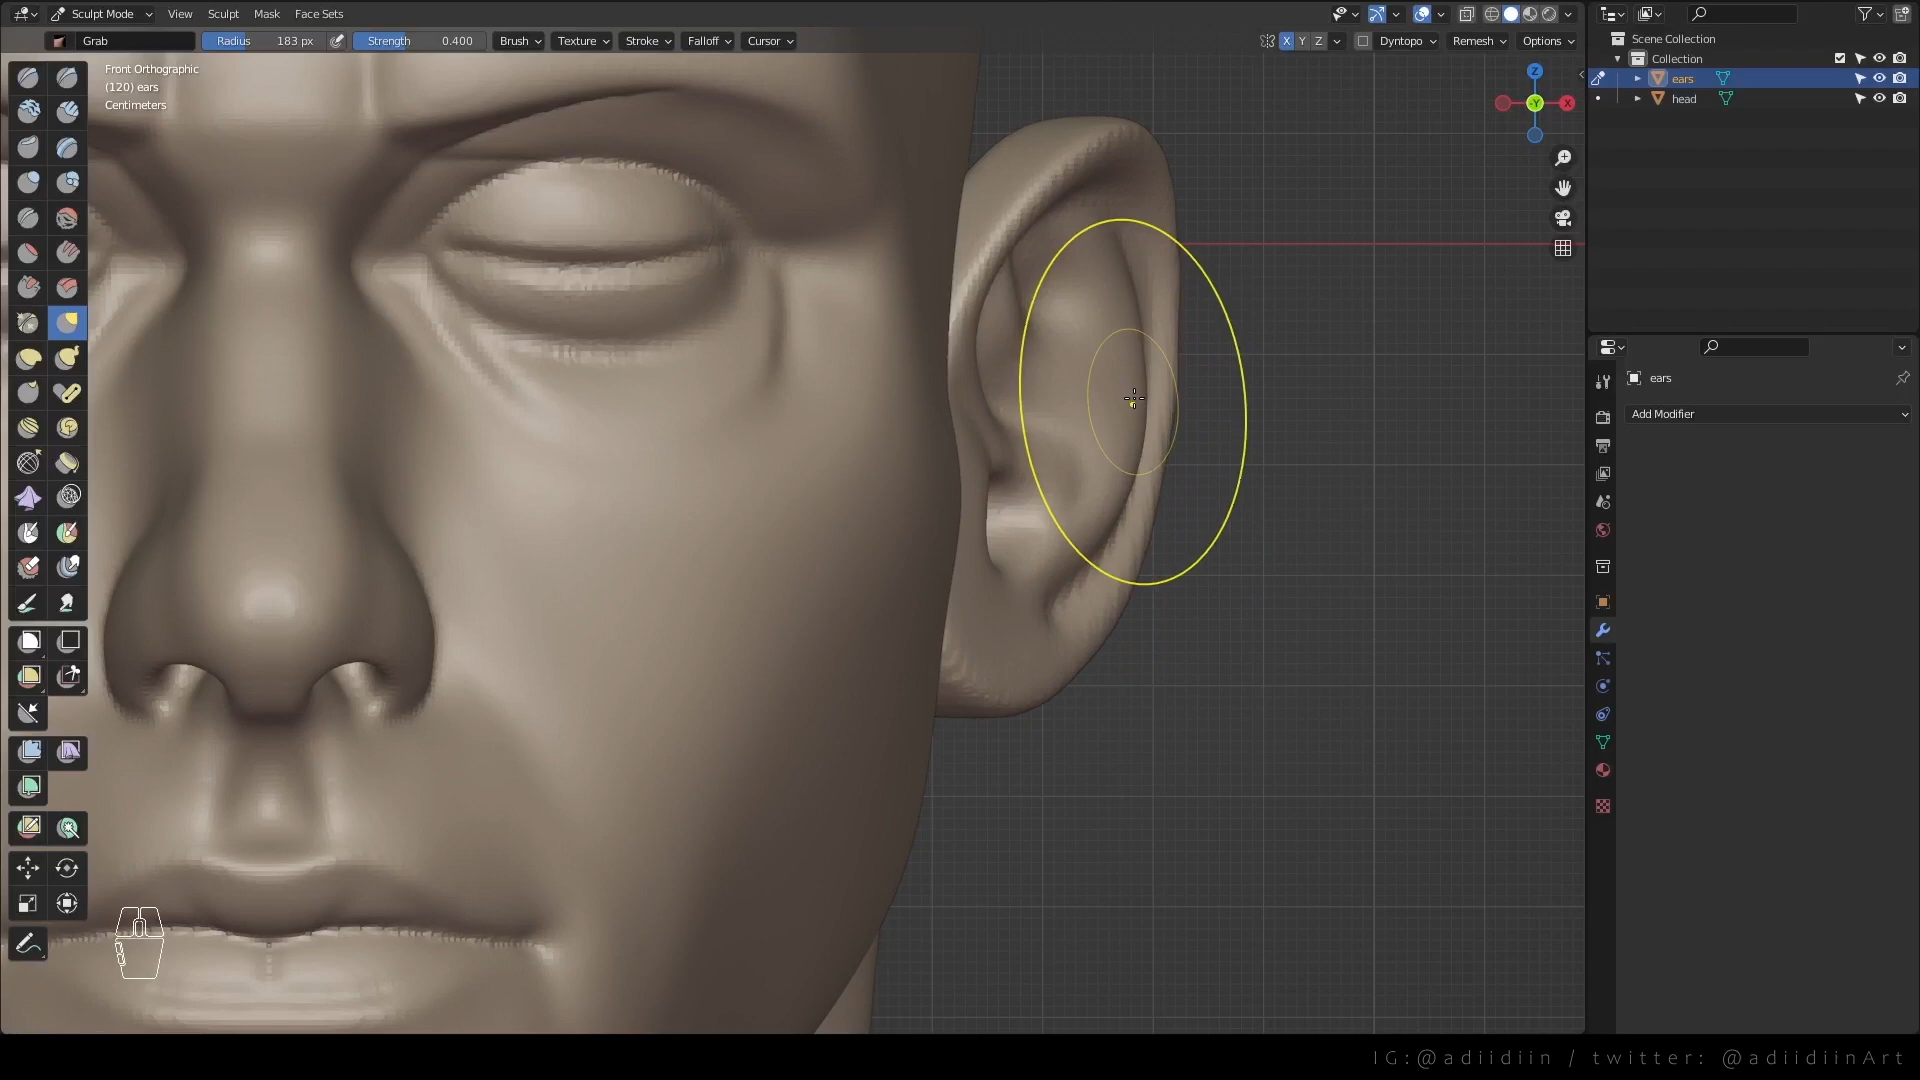 Sculpt Mode View Sculpt Mask Face Sets
Grab Radius 183 px Strength 0.400 Brush Texture Stroke Falloff Cursor X Y Z Dyntopo Remesh Options
Front Orthographic
(120) ears
Centimeters
Z
Y
X
Scene Collection
Collection
ears
head
ears
Add Modifier
IG:@adiidiin / twitter: @adiidiinArt